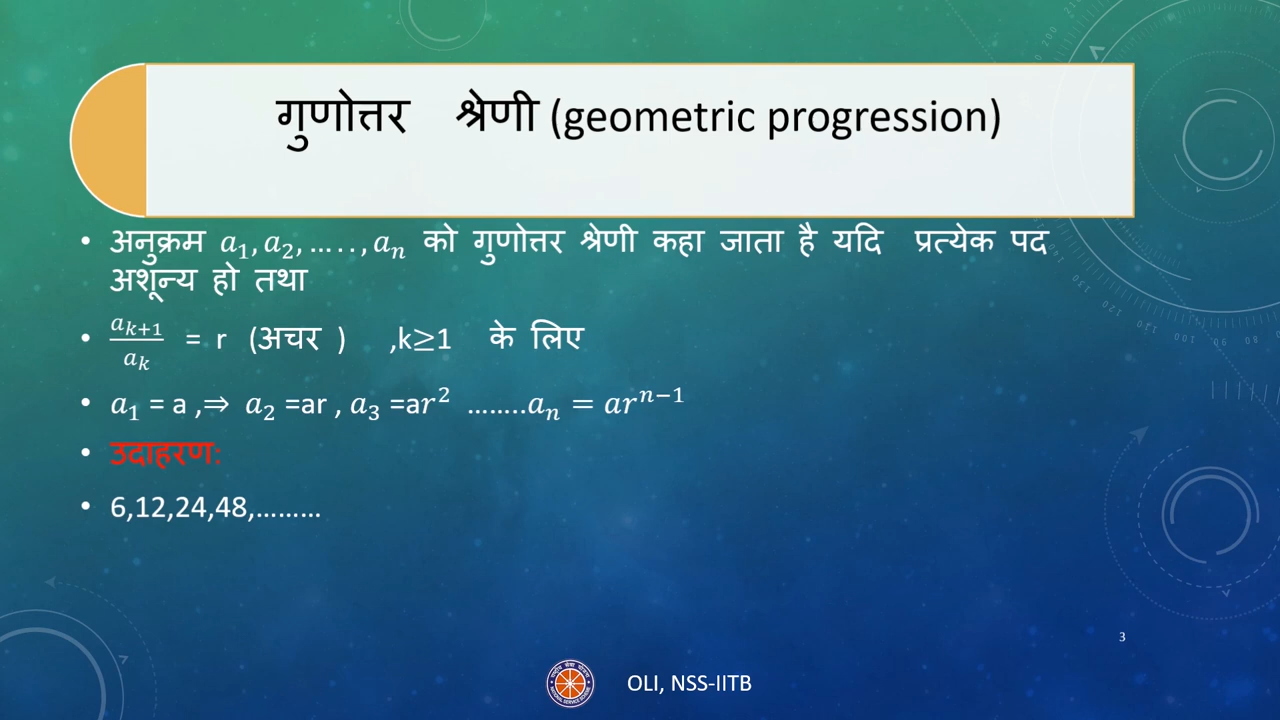 गुणोत्तर श्रेणी (geometric progression)
• अनुक्रम a₁, a₂, ….., aₙ को गुणोत्तर श्रेणी कहा जाता है यदि प्रत्येक पद
अशून्य हो तथा
• aₖ₊₁/aₖ = r (अचर ) ,k≥1 के लिए
• a₁ = a ,⇒ a₂ =ar , a₃ =ar² ……..aₙ = arⁿ⁻¹
• उदाहरण:
• 6,12,24,48,………
3
OLI, NSS-IITB